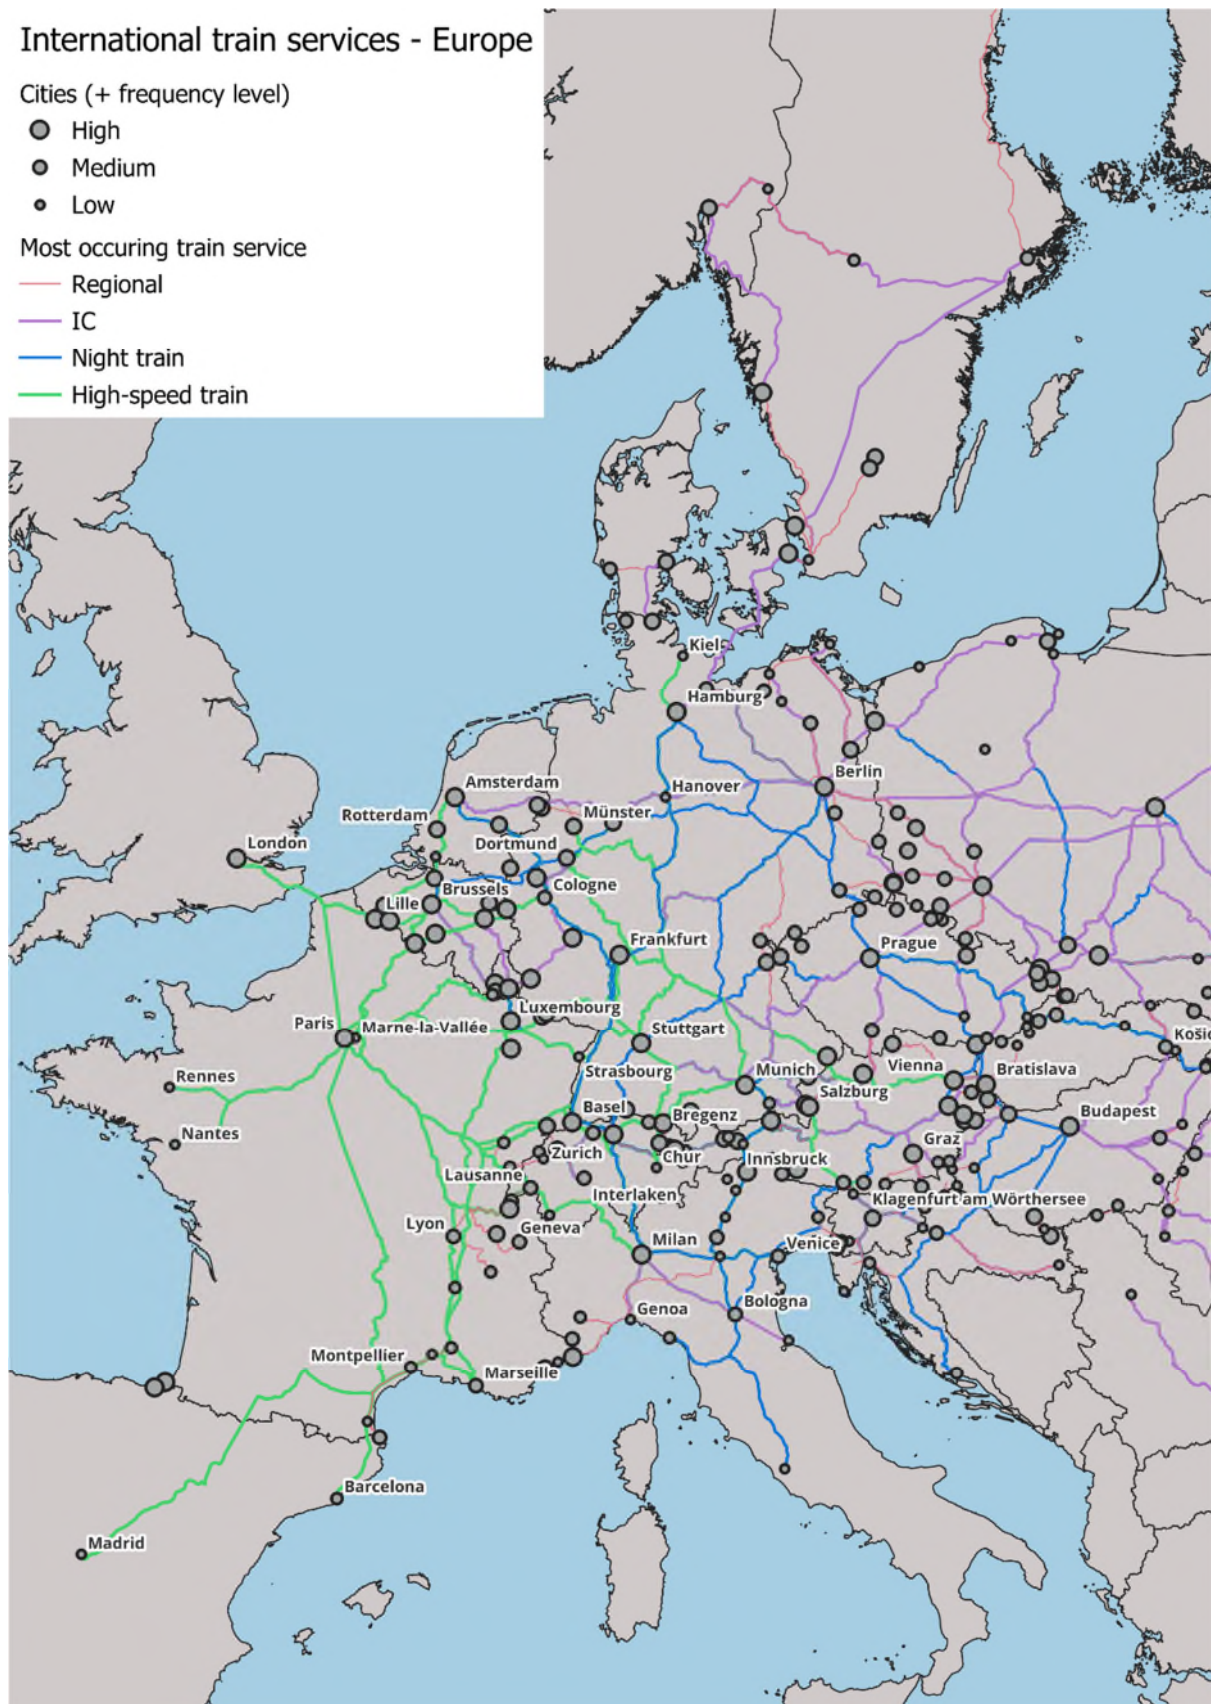 International train services - Europe
Cities (+ frequency level)
High
Medium
Low
Most occuring train service
Regional
IC
Night train
High-speed train
Kiel
Hamburg
Berlin
Hanover
Amsterdam
Rotterdam
Münster
London
Dortmund
Brussels
Cologne
Lille
Frankfurt
Prague
Luxembourg
Paris
Marne-la-Vallée
Stuttgart
Košic
Strasbourg
Munich
Vienna
Bratislava
Rennes
Salzburg
Basel
Bregenz
Budapest
Nantes
Zurich
Chur
Graz
Lausanne
Innsbruck
Interlaken
Klagenfurt am Wörthersee
Lyon
Geneva
Milan
Venice
Genoa
Bologna
Montpellier
Marseille
Barcelona
Madrid